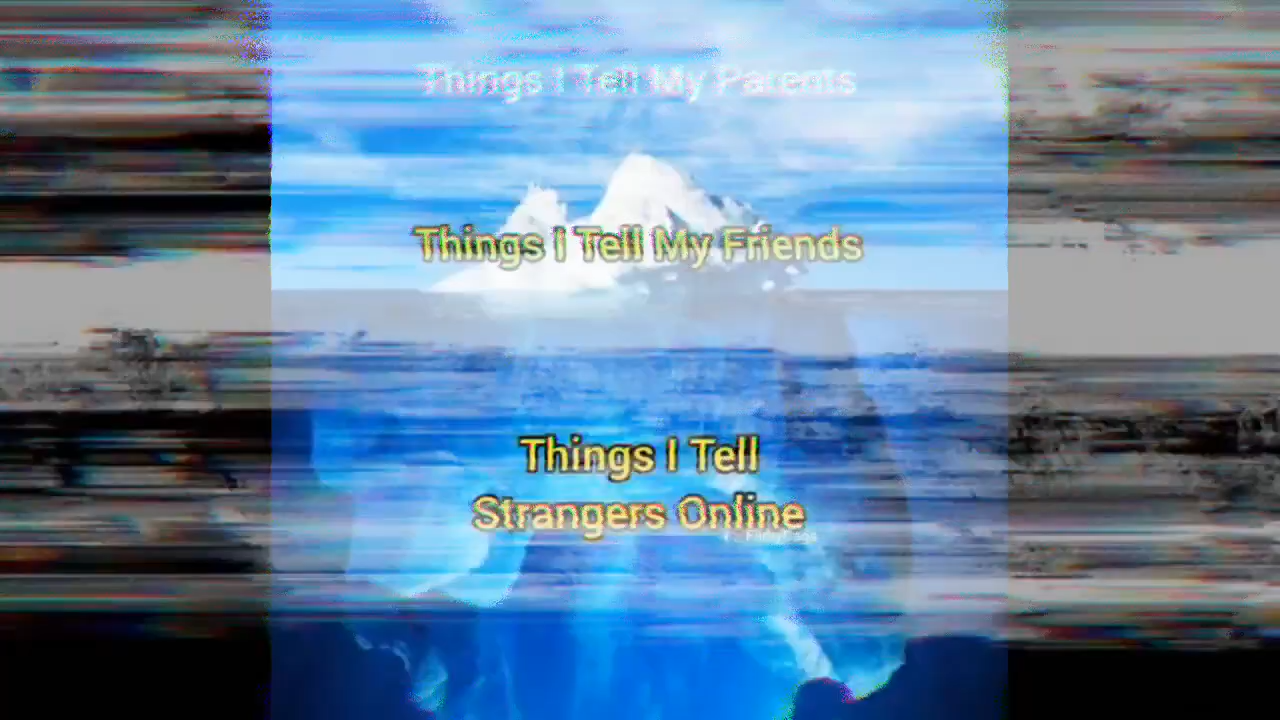 Things I Tell My Parents
Things I Tell My Friends
Things I Tell
Strangers Online